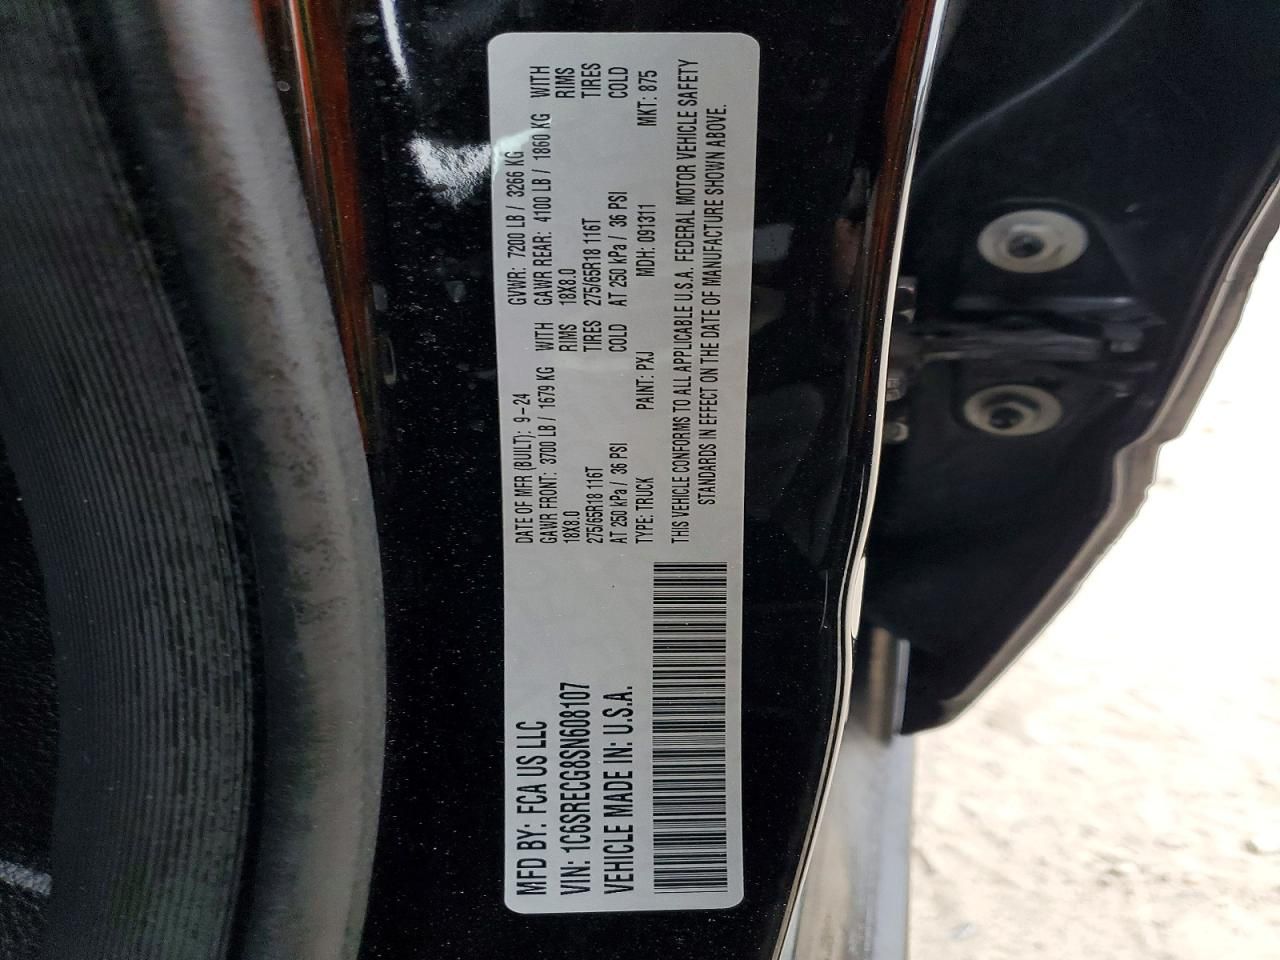 MFD BY: FCA US LLC
VIN: 1C6SRECG8SN608107
VEHICLE MADE IN: U.S.A.
DATE OF MFR (BUILT): 9-24 GVWR: 7200 LB / 3266 KG
GAWR FRONT: 3700 LB / 1679 KG WITH GAWR REAR: 4100 LB / 1860 KG WITH
18X8.0 RIMS 18X8.0 RIMS
275/65R18 116T TIRES 275/65R18 116T TIRES
AT 250 kPa / 36 PSI COLD AT 250 kPa / 36 PSI COLD
TYPE: TRUCK PAINT: PXJ MDH: 091311 MKT: 875
THIS VEHICLE CONFORMS TO ALL APPLICABLE U.S.A. FEDERAL MOTOR VEHICLE SAFETY
STANDARDS IN EFFECT ON THE DATE OF MANUFACTURE SHOWN ABOVE.